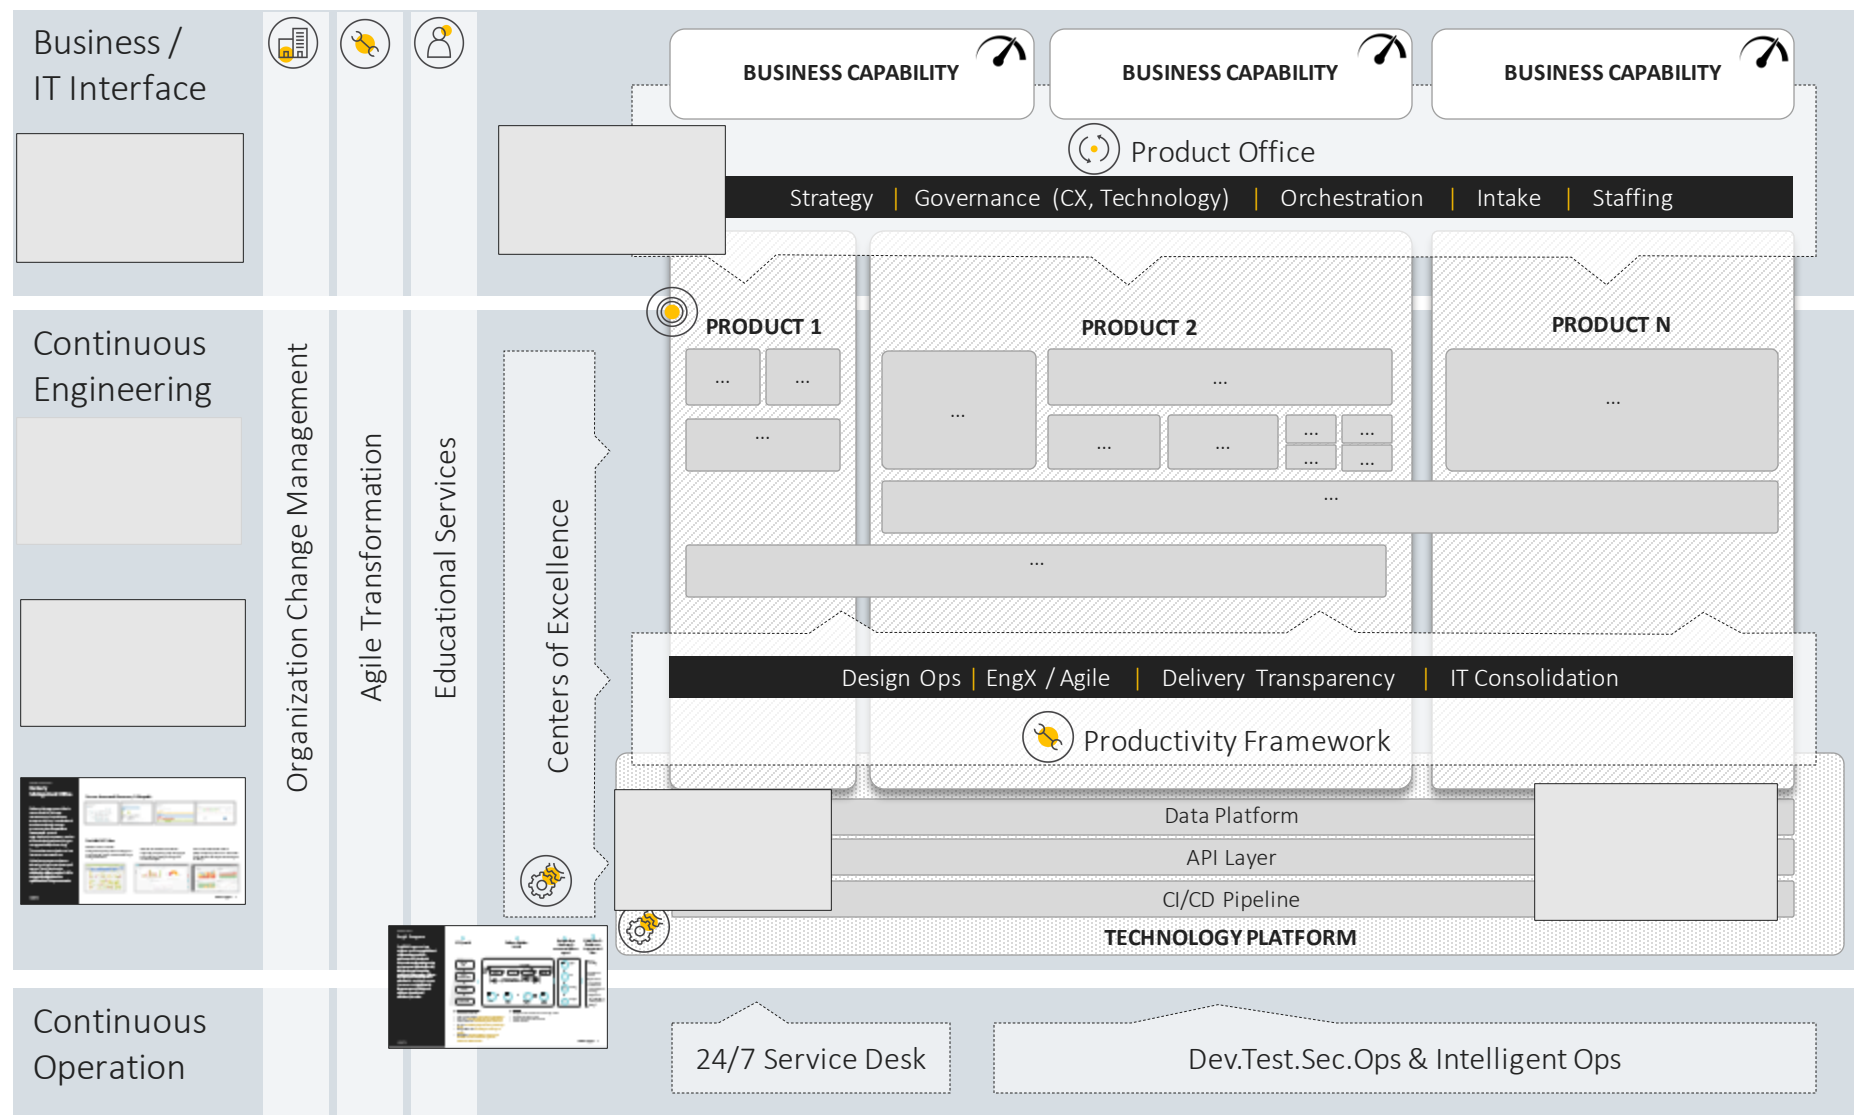 Business /
IT Interface
BUSINESS CAPABILITY
BUSINESS CAPABILITY
BUSINESS CAPABILITY
Product Office
Strategy | Governance (CX, Technology) | Orchestration | Intake | Staffing
Continuous
Engineering
Organization Change Management
Agile Transformation
Educational Services
Centers of Excellence
PRODUCT 1
PRODUCT 2
PRODUCT N
...
...
...
...
...
...
...
...
...
...
...
...
...
...
Design Ops | EngX / Agile | Delivery Transparency | IT Consolidation
Productivity Framework
Data Platform
API Layer
CI/CD Pipeline
TECHNOLOGY PLATFORM
Continuous
Operation
24/7 Service Desk
Dev.Test.Sec.Ops & Intelligent Ops